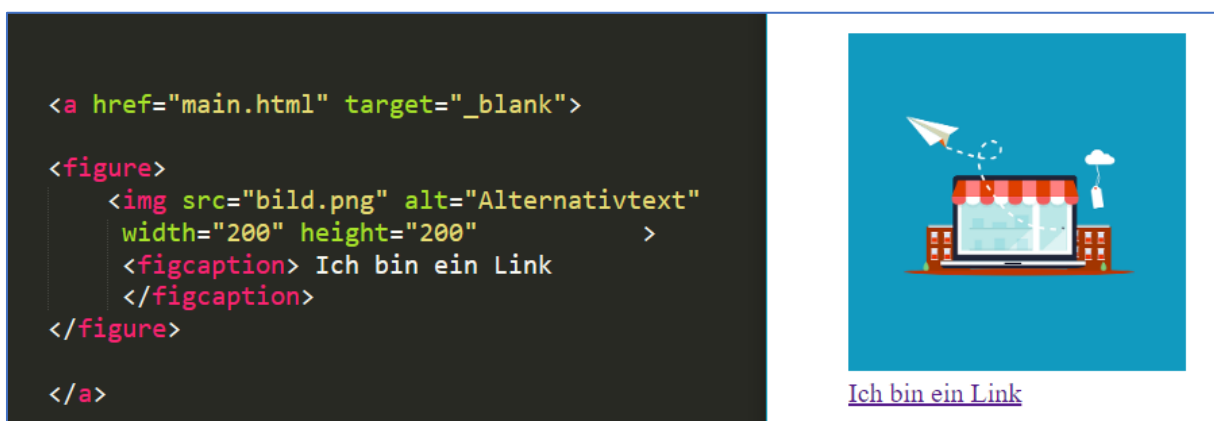 <a href="main.html" target="_blank">
<figure>
<img src="bild.png" alt="Alternativtext"
width="200" height="200" >
<figcaption> Ich bin ein Link
</figcaption>
</figure>
</a>
Ich bin ein Link